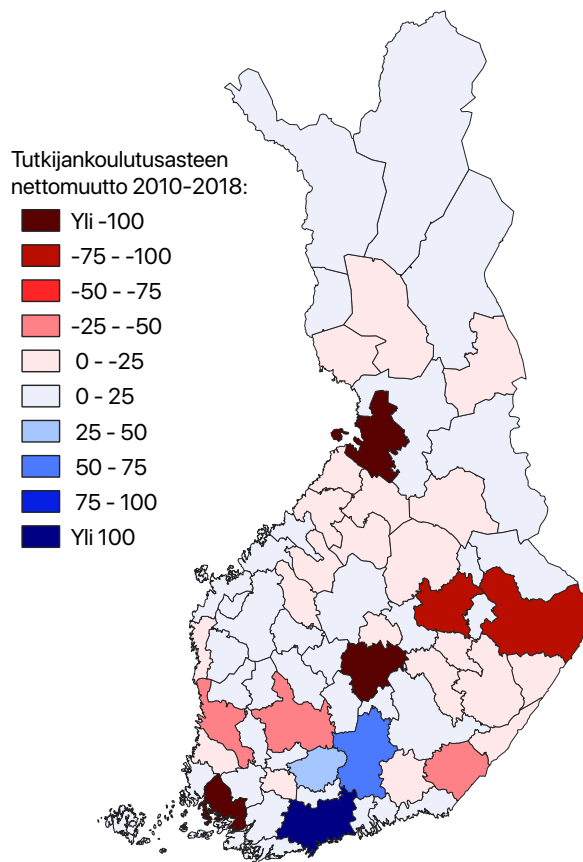 Tutkijankoulutusasteen
nettomuutto 2010-2018:
Yli -100
-75 - -100
-50 - -75
-25 - -50
0 - -25
0 - 25
25 - 50
50 - 75
75 - 100
Yli 100